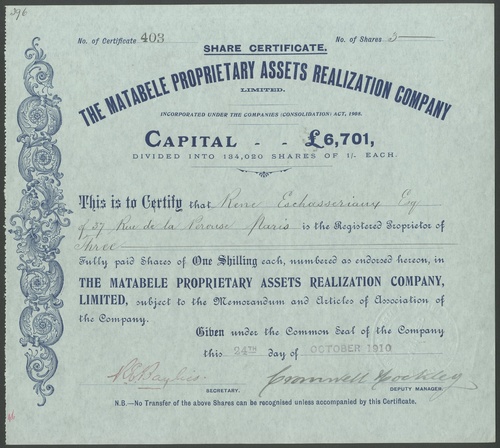 296
No. of Certificate 403 No. of Shares 3
SHARE CERTIFICATE.
THE MATABELE PROPRIETARY ASSETS REALIZATION COMPANY
LIMITED.
INCORPORATED UNDER THE COMPANIES (CONSOLIDATION) ACT, 1908.
CAPITAL - - £6,701,
DIVIDED INTO 134,020 SHARES OF 1/- EACH.
This is to Certify that René Eschasseriaux Esq
of 37 Rue de la Perouse Paris is the Registered Proprietor of
Three
Fully paid Shares of One Shilling each, numbered as endorsed hereon, in
THE MATABELE PROPRIETARY ASSETS REALIZATION COMPANY,
LIMITED, subject to the Memorandum and Articles of Association of
the Company.
Given under the Common Seal of the Company
this 24TH day of OCTOBER 1910
SECRETARY. DEPUTY MANAGER.
N.B.—No Transfer of the above Shares can be recognised unless accompanied by this Certificate.